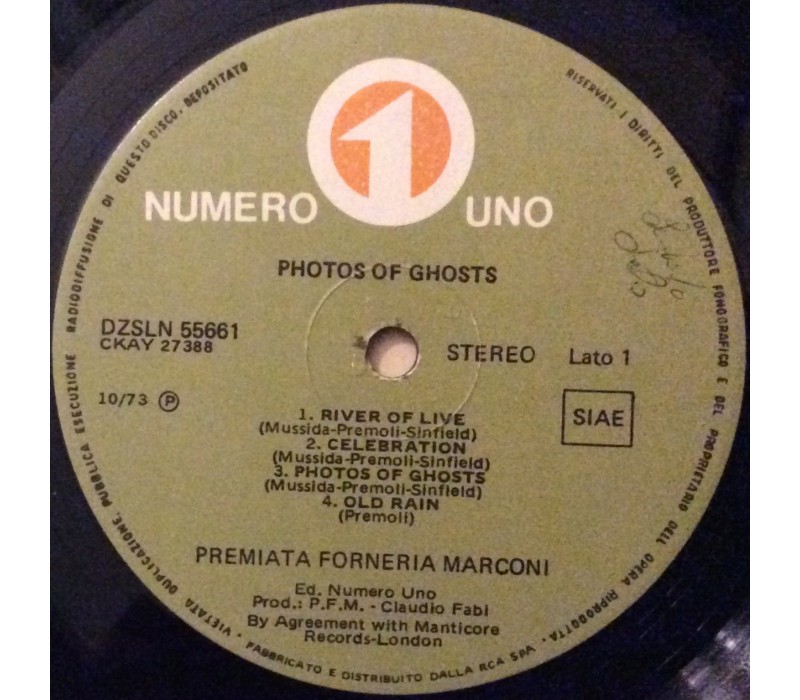 RISERVATI I DIRITTI DEL PRODUTTORE FONOGRAFICO E DEL PROPRIETARIO DELL OPERA RIPRODOTTA -
VIETATA DUPLICAZIONE, PUBBLICA ESECUZIONE RADIODIFFUSIONE DI QUESTO DISCO. DEPOSITATO
1
NUMERO UNO
PHOTOS OF GHOSTS
DZSLN 55661
CKAY 27388
STEREO Lato 1
10/73 Ⓟ
SIAE
1. RIVER OF LIVE
(Mussida-Premoli-Sinfield)
2. CELEBRATION
(Mussida-Premoli-Sinfield)
3. PHOTOS OF GHOSTS
(Mussida-Premoli-Sinfield)
4. OLD RAIN
(Premoli)
PREMIATA FORNERIA MARCONI
Ed. Numero Uno
Prod.: P.F.M. - Claudio Fabi
By Agreement with Manticore
Records-London
- FABBRICATO E DISTRIBUITO DALLA RCA SPA -